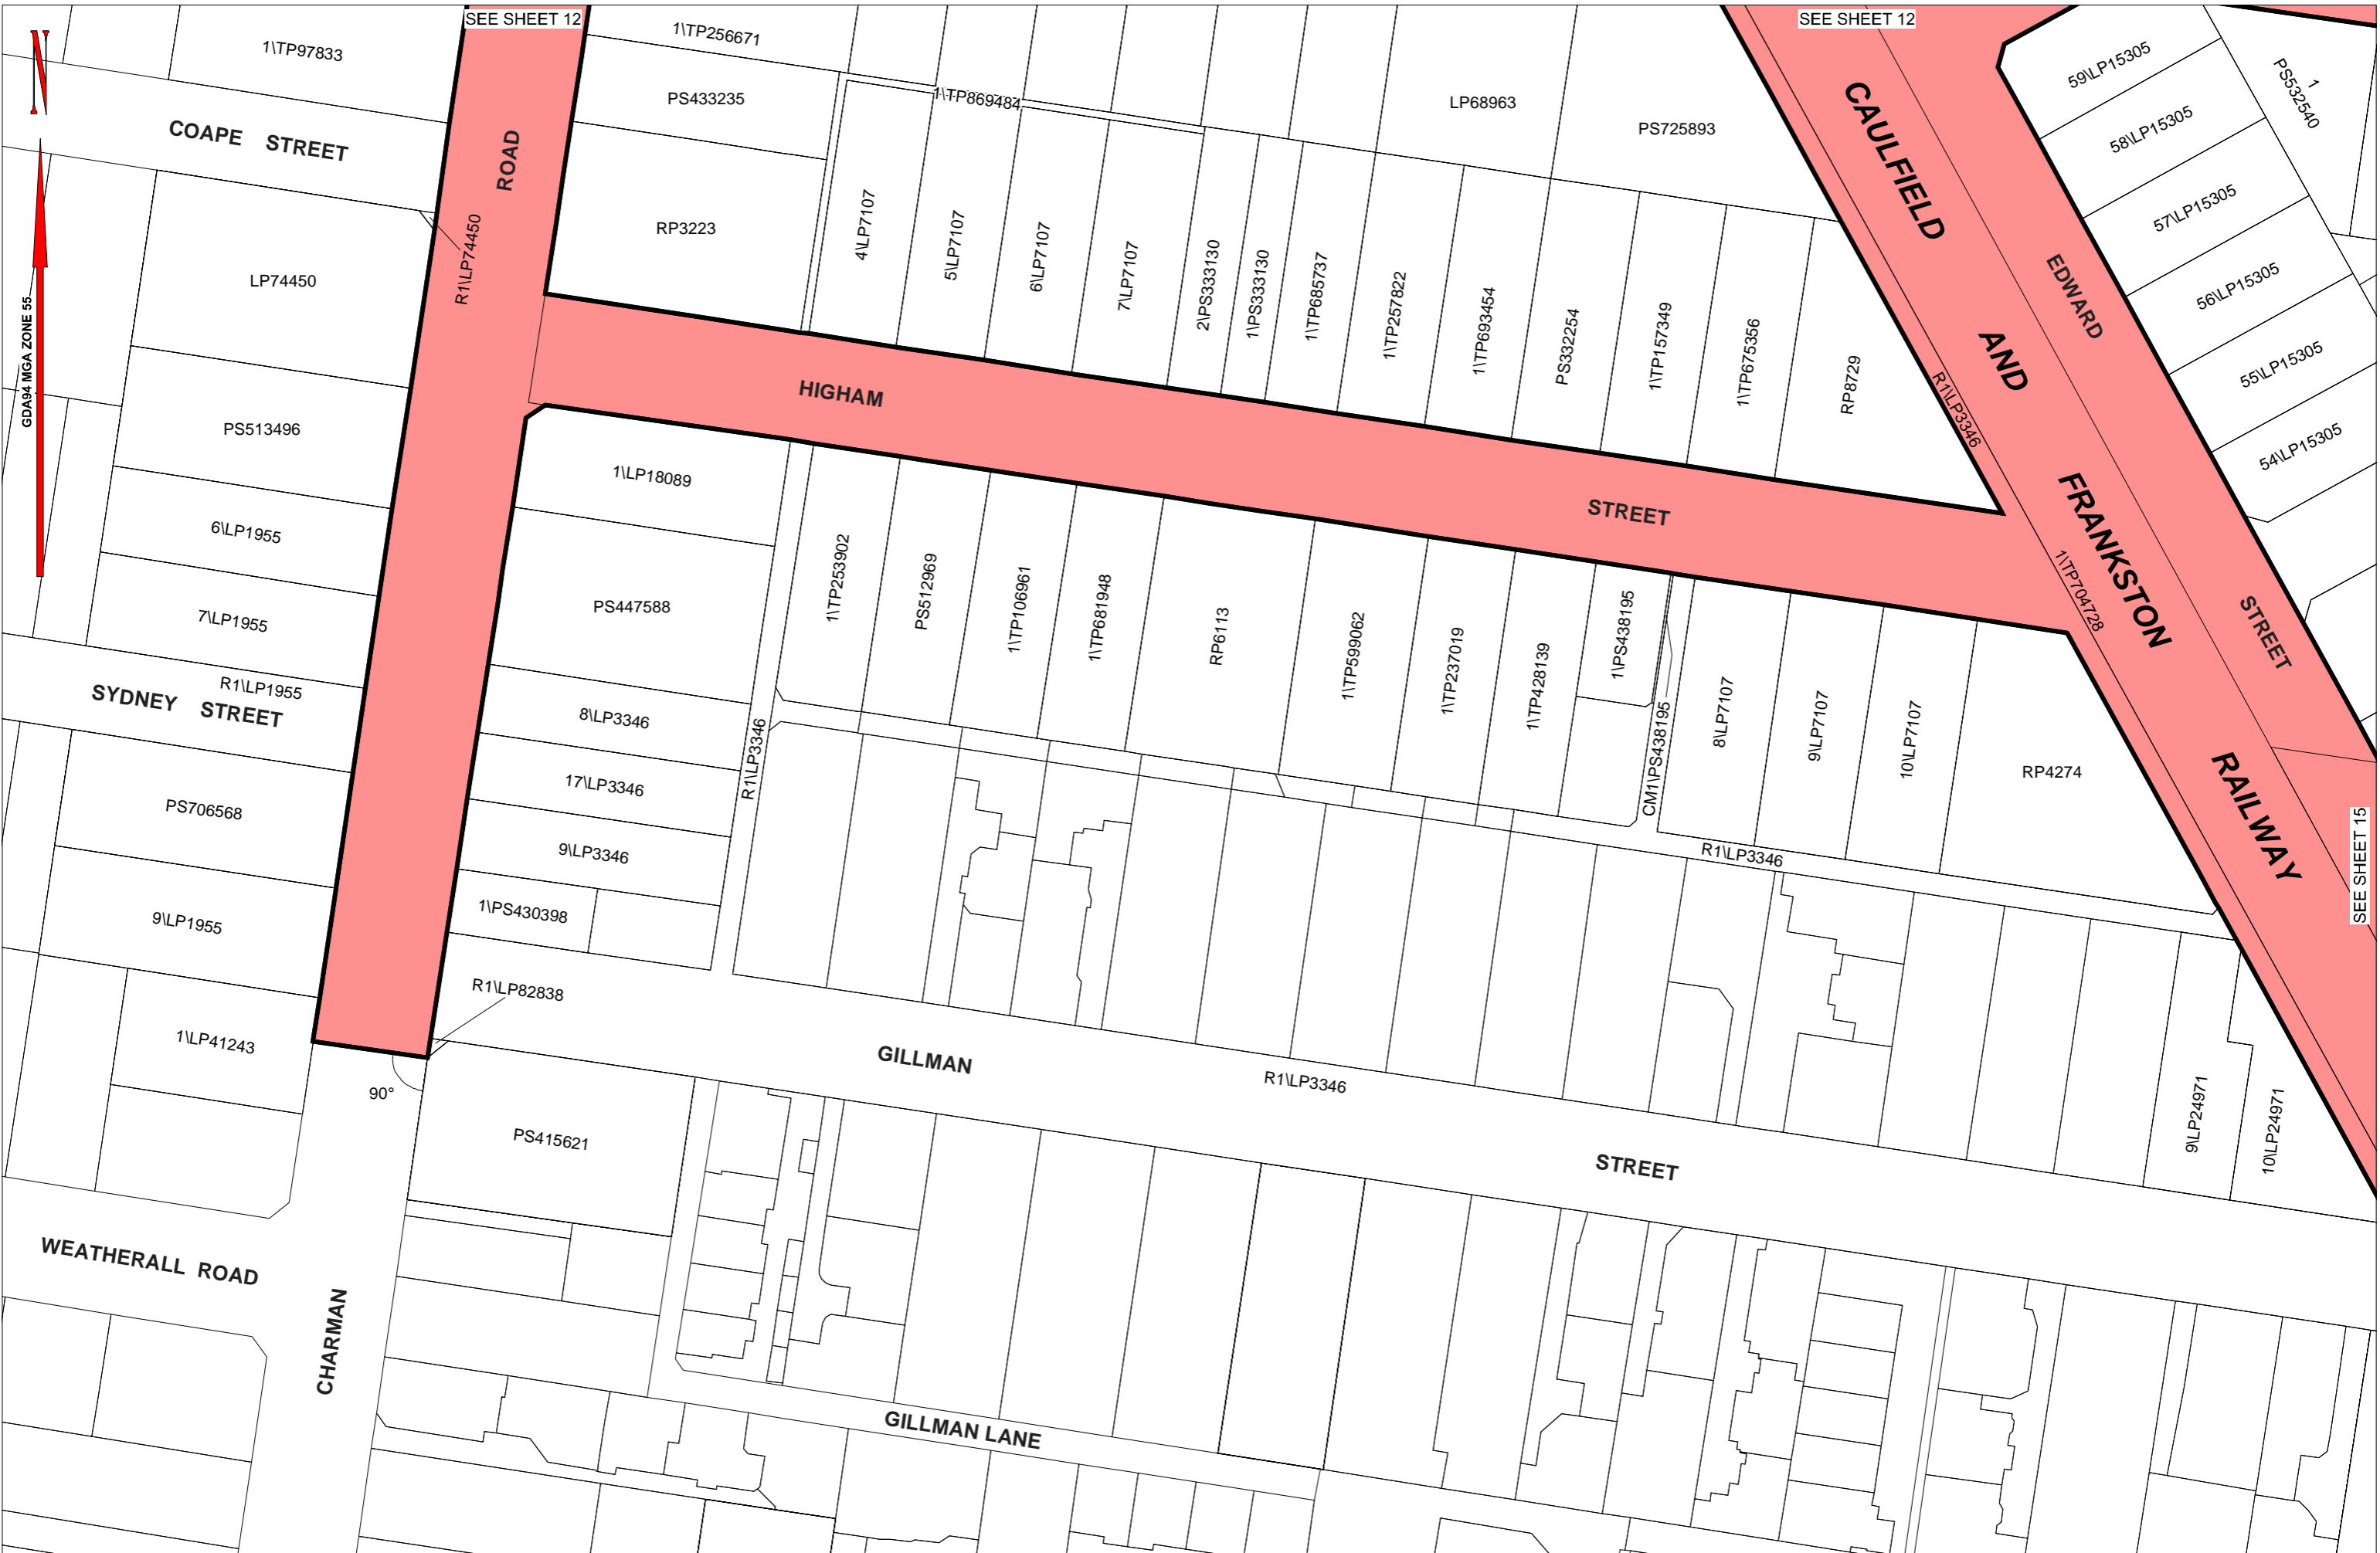 SEE SHEET 12
SEE SHEET 12
N
GDA94 MGA ZONE 55
1\TP97833
1\TP256671
PS433235
1\TP869484
LP68963
PS725893
59\LP15305
1
PS532540
58\LP15305
57\LP15305
56\LP15305
55\LP15305
54\LP15305
COAPE STREET
ROAD
CAULFIELD
AND
FRANKSTON
RAILWAY
EDWARD
STREET
R1\LP74450
RP3223
4\LP7107
5\LP7107
6\LP7107
7\LP7107
2\PS333130
1\PS333130
1\TP685737
1\TP257822
1\TP693454
PS332254
1\TP157349
1\TP675356
RP8729
R1\LP3346
1\TP704728
LP74450
PS513496
6\LP1955
7\LP1955
HIGHAM
STREET
1\LP18089
PS447588
8\LP3346
17\LP3346
9\LP3346
1\PS430398
R1\LP3346
1\TP253902
PS512969
1\TP106961
1\TP681948
RP6113
1\TP599062
1\TP237019
1\TP428139
1\PS438195
CM1\PS438195
8\LP7107
9\LP7107
10\LP7107
RP4274
R1\LP3346
SEE SHEET 15
R1\LP1955
SYDNEY STREET
PS706568
9\LP1955
1\LP41243
R1\LP82838
90°
GILLMAN
R1\LP3346
STREET
9\LP24971
10\LP24971
PS415621
WEATHERALL ROAD
CHARMAN
GILLMAN LANE